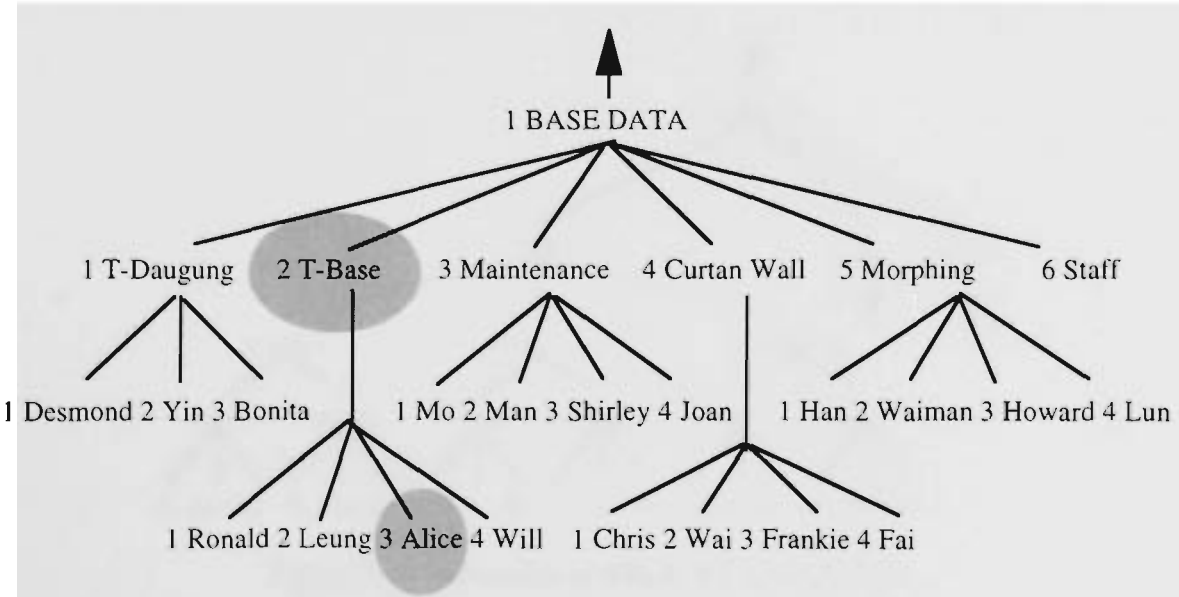 1 BASE DATA
1 T-Daugung 2 T-Base 3 Maintenance 4 Curtan Wall 5 Morphing 6 Staff
1 Desmond 2 Yin 3 Bonita 1 Mo 2 Man 3 Shirley 4 Joan 1 Han 2 Waiman 3 Howard 4 Lun
1 Ronald 2 Leung 3 Alice 4 Will 1 Chris 2 Wai 3 Frankie 4 Fai